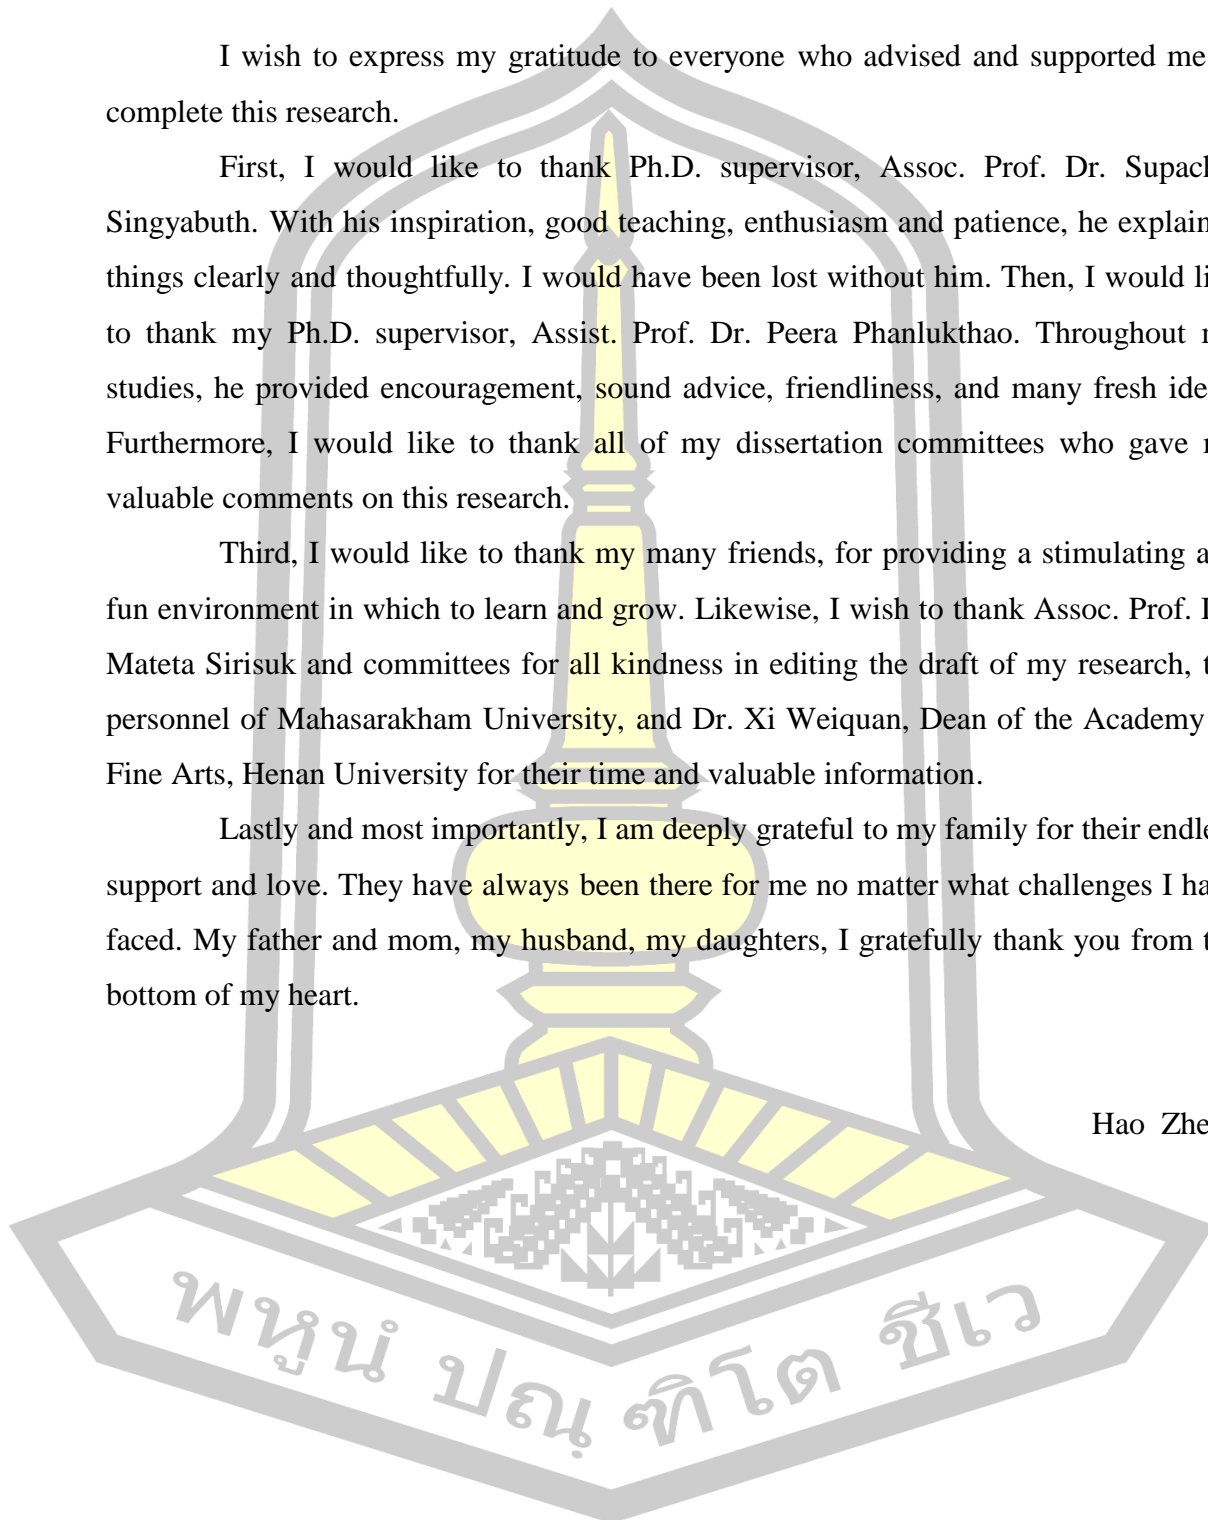 I wish to express my gratitude to everyone who advised and supported me
complete this research.
First, I would like to thank Ph.D. supervisor, Assoc. Prof. Dr. Supach
Singyabuth. With his inspiration, good teaching, enthusiasm and patience, he explain
things clearly and thoughtfully. I would have been lost without him. Then, I would li
to thank my Ph.D. supervisor, Assist. Prof. Dr. Peera Phanlukthao. Throughout
studies, he provided encouragement, sound advice, friendliness, and many fresh ide
Furthermore, I would like to thank all of my dissertation committees who gave
valuable comments on this research.
Third, I would like to thank my many friends, for providing a stimulating a
fun environment in which to learn and grow. Likewise, I wish to thank Assoc. Prof.
Mateta Sirisuk and committees for all kindness in editing the draft of my research, t
personnel of Mahasarakham University, and Dr. Xi Weiquan, Dean of the Academy
Fine Arts, Henan University for their time and valuable information.
Lastly and most importantly, I am deeply grateful to my family for their endle
support and love. They have always been there for me no matter what challenges I ha
faced. My father and mom, my husband, my daughters, I gratefully thank you from t
bottom of my heart.
Hao Zhe
พหูนํ ปณฺฑิโต ชีเว